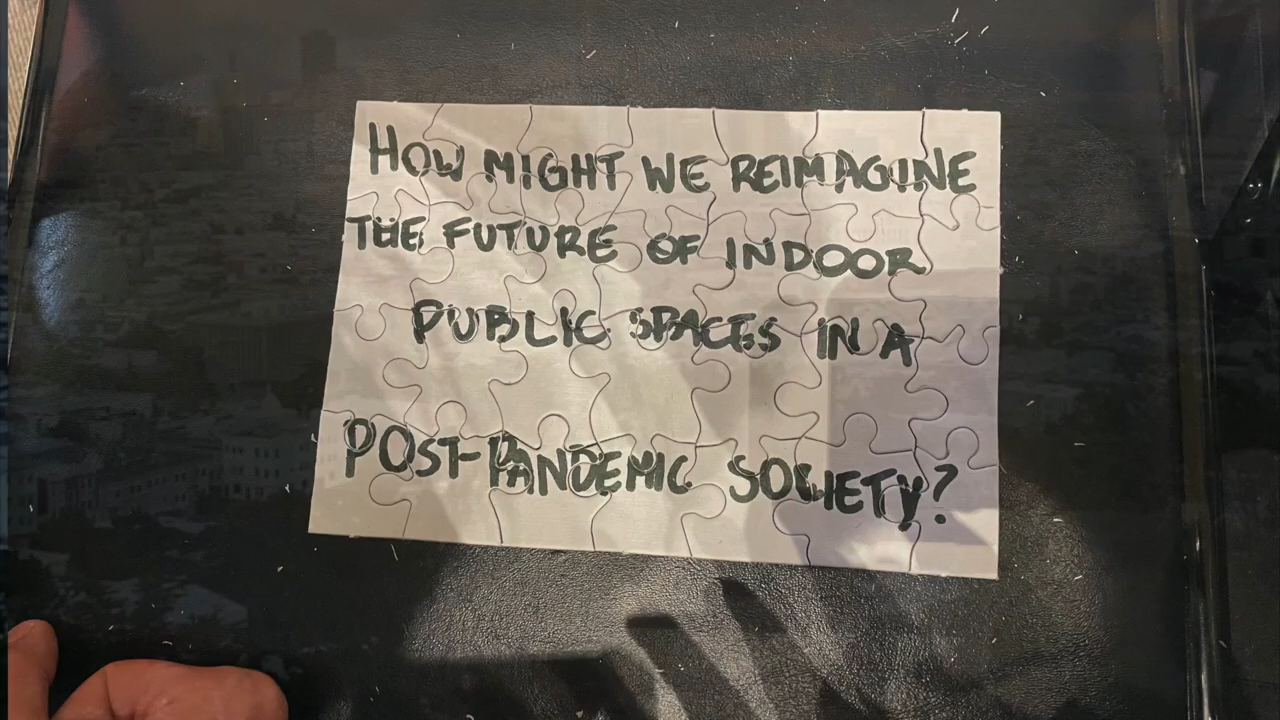 HOW MIGHT WE REIMAGINE
THE FUTURE OF INDOOR
PUBLIC SPACES IN A
POST-PANDEMIC SOCIETY?